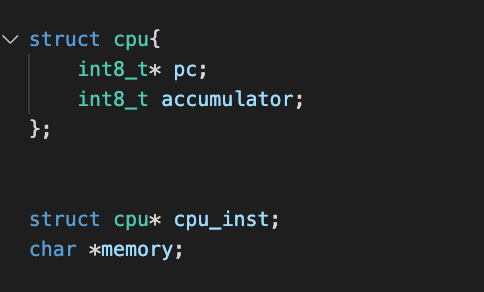 struct cpu{
    int8_t* pc;
    int8_t accumulator;
};
struct cpu* cpu_inst;
char *memory;